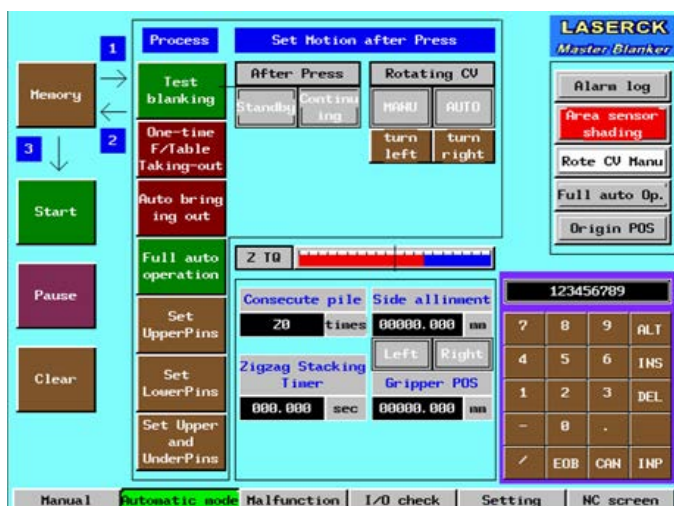 LASERCK
Master Blanker
Process
Set Motion after Press
1
2
3
Memory
Start
Pause
Clear
Test
blanking
One-time
F/Table
Taking-out
Auto bring
ing out
Full auto
operation
Set
UpperPins
Set
LowerPins
Set Upper
and
UnderPins
After Press
Standby
Continu
ing
Rotating CV
MANU
AUTO
turn
left
turn
right
Z TQ
Consecute pile
20 times
Side allinment
00000.000 mm
Left
Right
Zigzag Stacking
Timer
000.000 sec
Gripper POS
00000.000 mm
Alarm log
Area sensor
shading
Rote CV Manu
Full auto Op.
Origin POS
123456789
7 8 9 ALT
4 5 6 INS
1 2 3 DEL
- 0 .
/ EOB CAN INP
Manual
Automatic mode
Malfunction
I/O check
Setting
NC screen